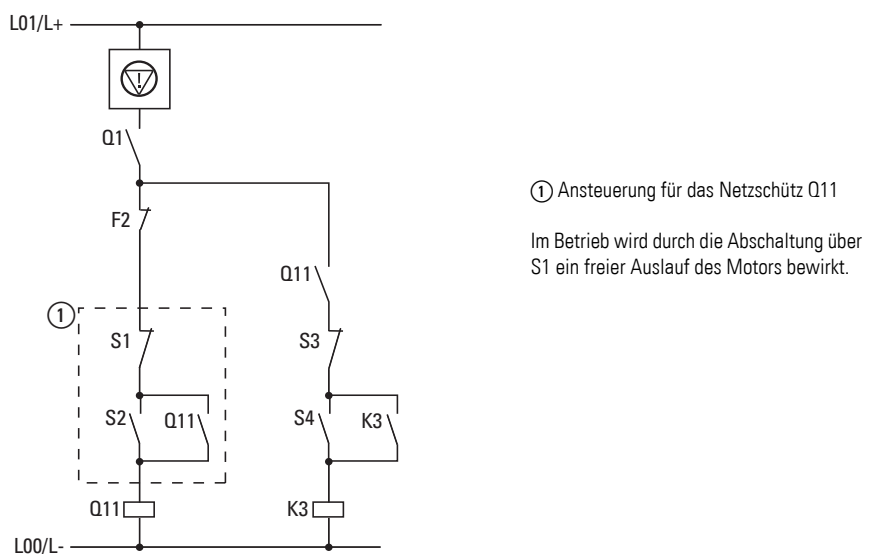 L01/L+
Q1
F2
Q11
1
S1
S3
S2
Q11
S4
K3
Q11
K3
L00/L-
① Ansteuerung für das Netzschütz Q11
Im Betrieb wird durch die Abschaltung über
S1 ein freier Auslauf des Motors bewirkt.